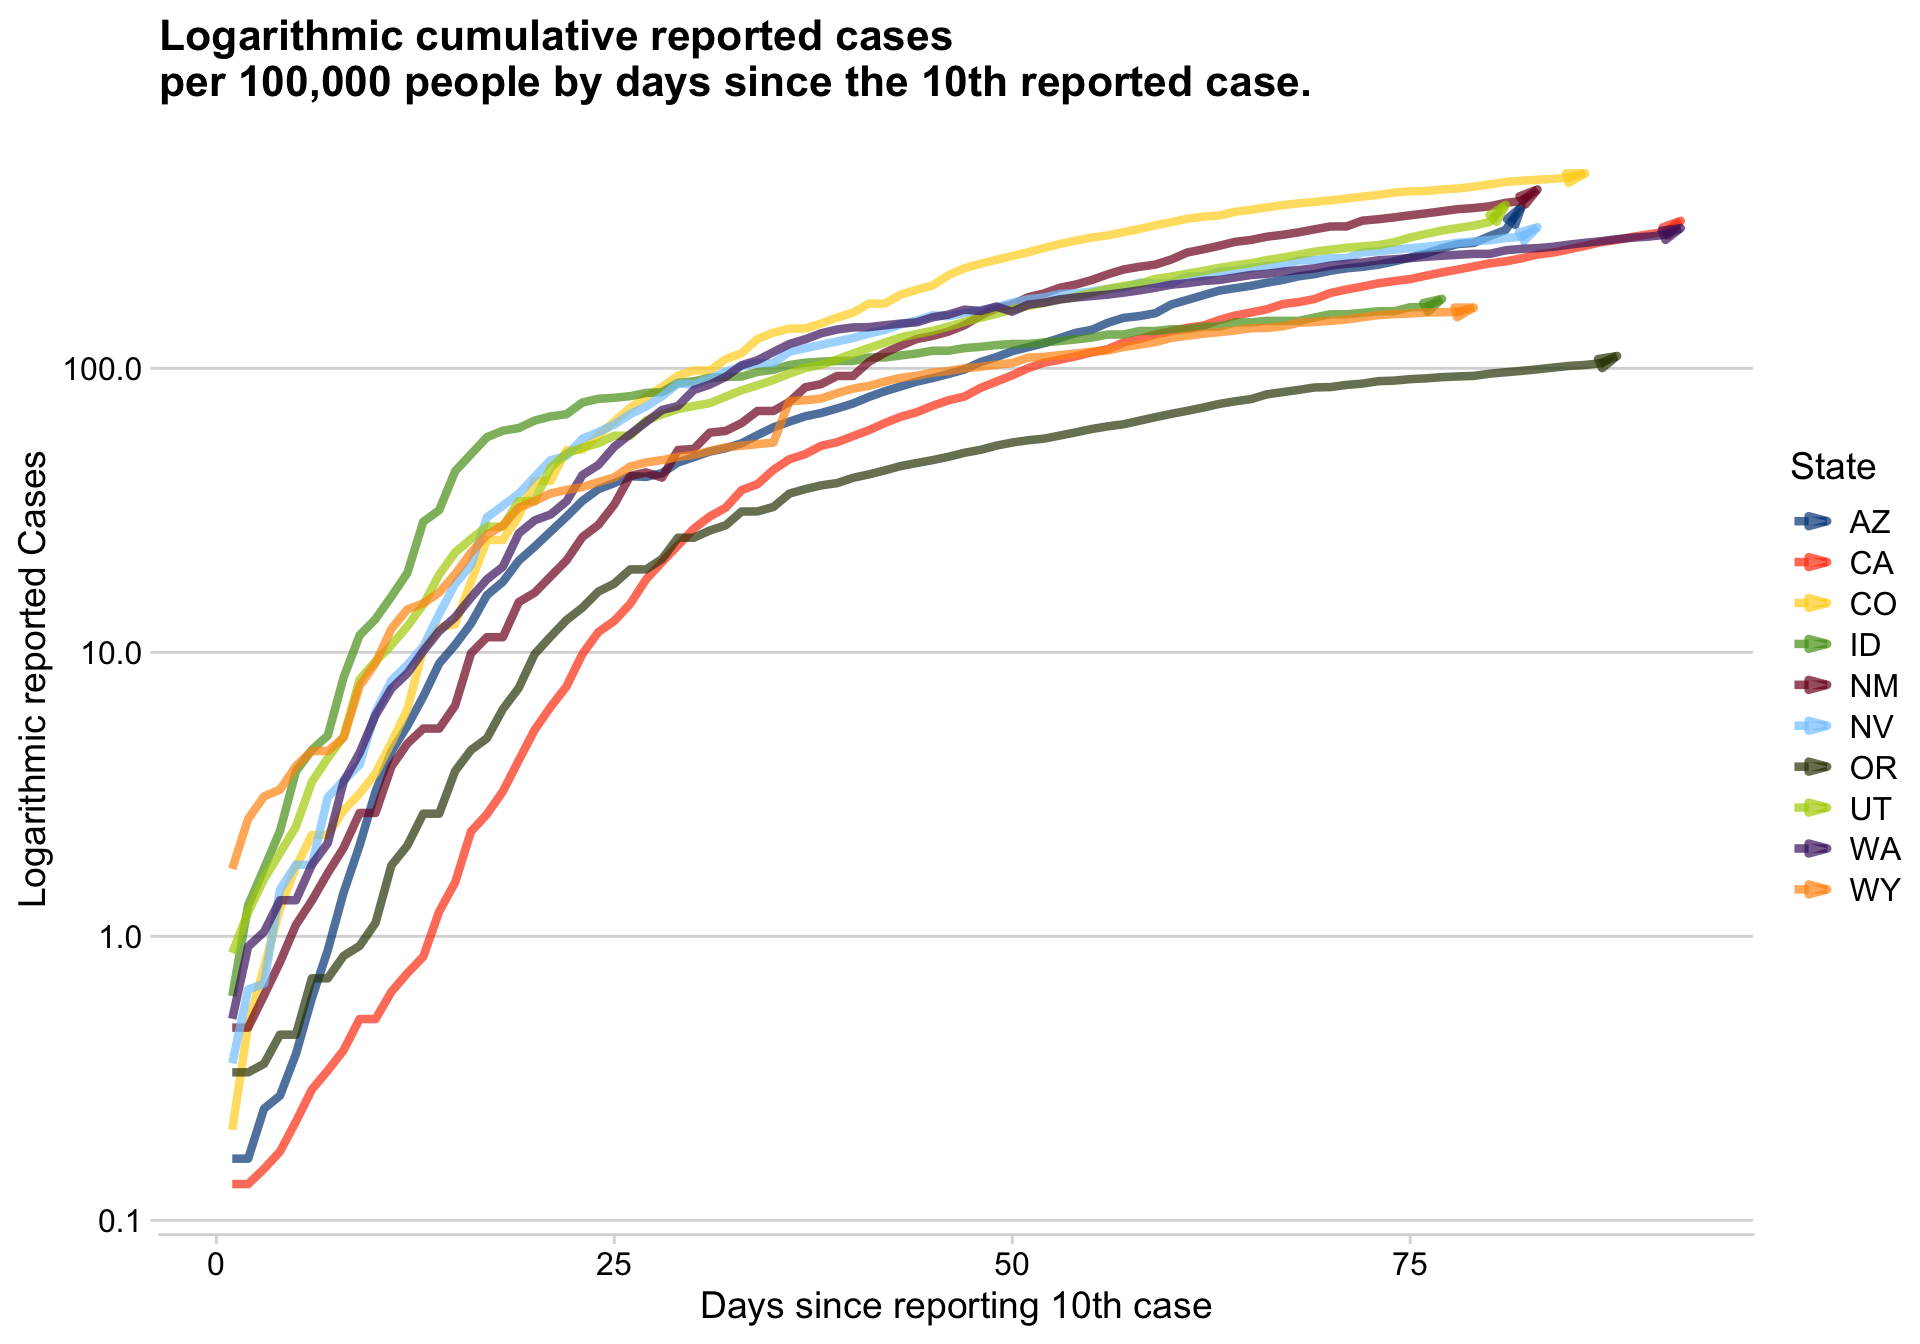 Logarithmic cumulative reported cases
per 100,000 people by days since the 10th reported case.
Logarithmic reported Cases
100.0
10.0
1.0
0.1
0
25
50
75
Days since reporting 10th case
State
AZ
CA
CO
ID
NM
NV
OR
UT
WA
WY